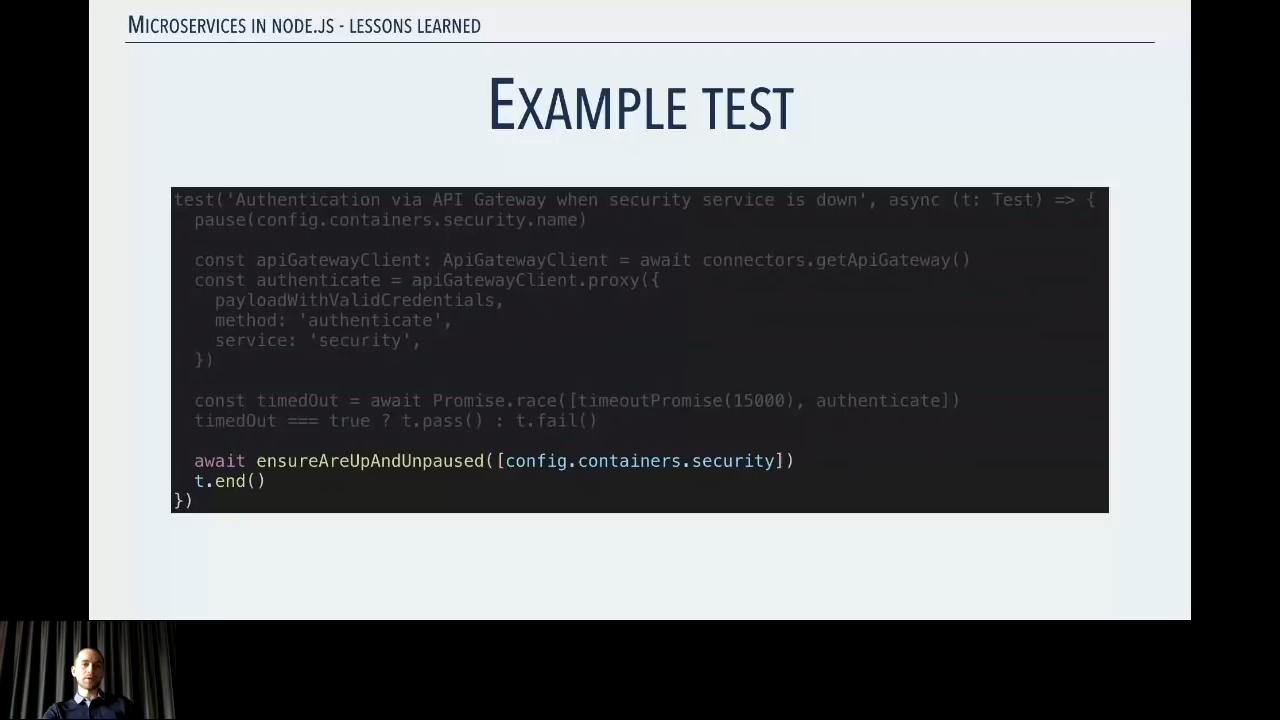 MICROSERVICES IN NODE.JS - LESSONS LEARNED
EXAMPLE TEST
test('Authentication via API Gateway when security service is down', async (t: Test) => {
  pause(config.containers.security.name)
  const apiGatewayClient: ApiGatewayClient = await connectors.getApiGateway()
  const authenticate = apiGatewayClient.proxy({
    payloadWithValidCredentials,
    method: 'authenticate',
    service: 'security',
  })
  const timedOut = await Promise.race([timeoutPromise(15000), authenticate])
  timedOut === true ? t.pass() : t.fail()
  await ensureAreUpAndUnpaused([config.containers.security])
  t.end()
})